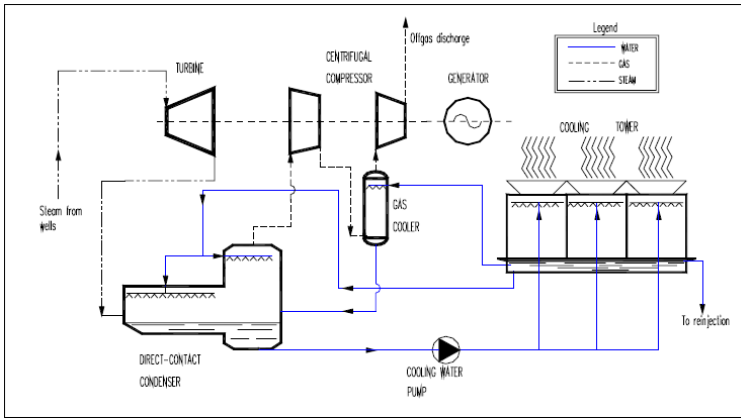 Offgas discharge
Legend
WATER
GAS
STEAM
TURBINE
CENTRIFUGAL
COMPRESSOR
GENERATOR
COOLING TOWER
Steam from
wells
GAS
COOLER
To reinjection
DIRECT-CONTACT
CONDENSER
COOLING WATER
PUMP